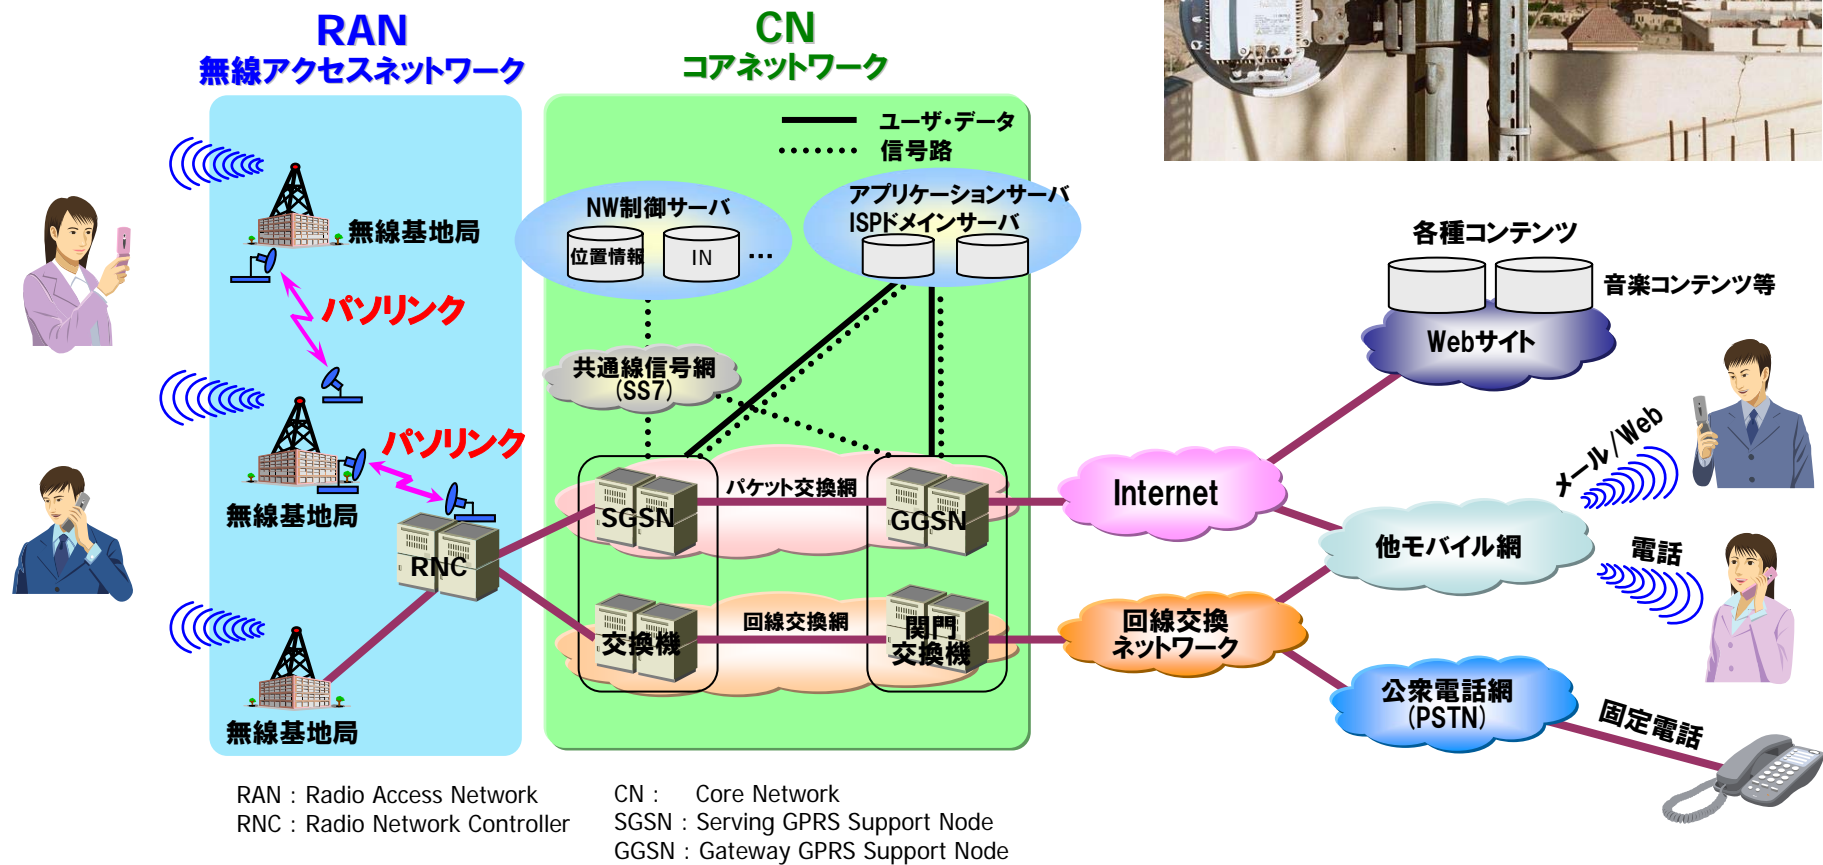 RAN
無線アクセスネットワーク
CN
コアネットワーク
ユーザ・データ
信号路
無線基地局
NW制御サーバ
位置情報
IN
...
アプリケーションサーバ
ISPドメインサーバ
各種コンテンツ
音楽コンテンツ等
Webサイト
パソリンク
共通線信号網
(SS7)
パソリンク
無線基地局
RNC
SGSN
パケット交換網
GGSN
Internet
メール/Web
他モバイル網
電話
交換機
回線交換網
関門
交換機
回線交換
ネットワーク
無線基地局
公衆電話網
(PSTN)
固定電話
RAN : Radio Access Network
RNC : Radio Network Controller
CN : Core Network
SGSN : Serving GPRS Support Node
GGSN : Gateway GPRS Support Node